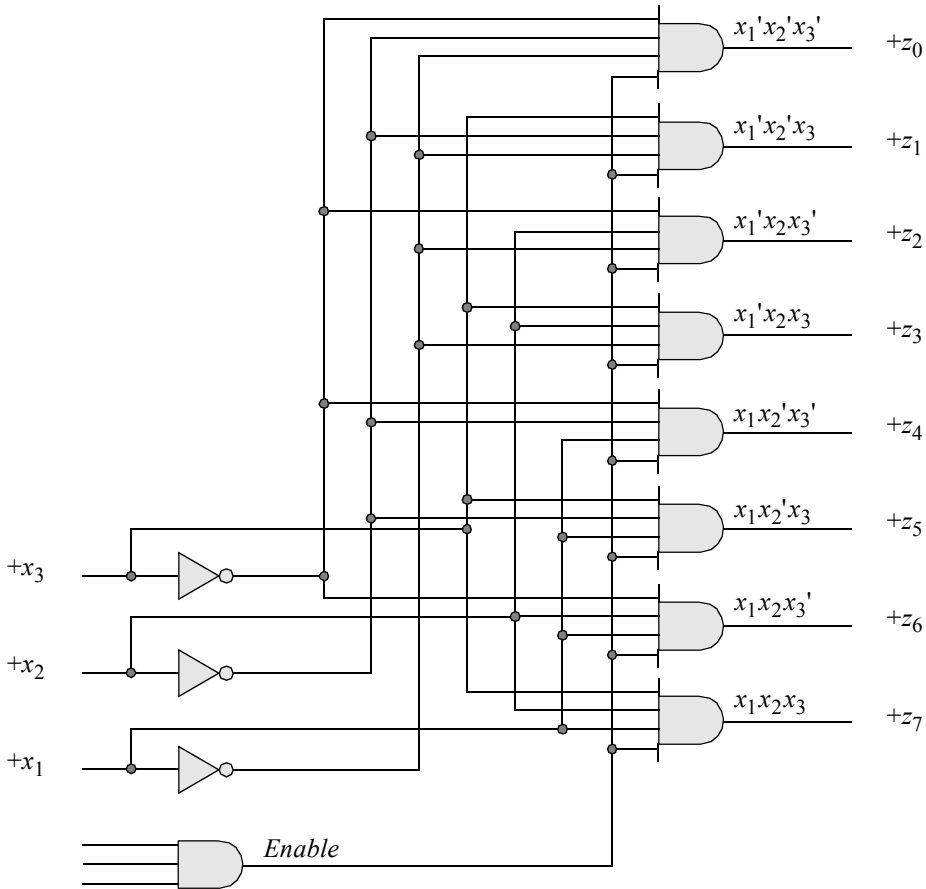 x₁'x₂'x₃' +z₀
x₁'x₂'x₃ +z₁
x₁'x₂x₃' +z₂
x₁'x₂x₃ +z₃
x₁x₂'x₃' +z₄
x₁x₂'x₃ +z₅
+x₃
x₁x₂x₃' +z₆
+x₂
x₁x₂x₃ +z₇
+x₁
Enable